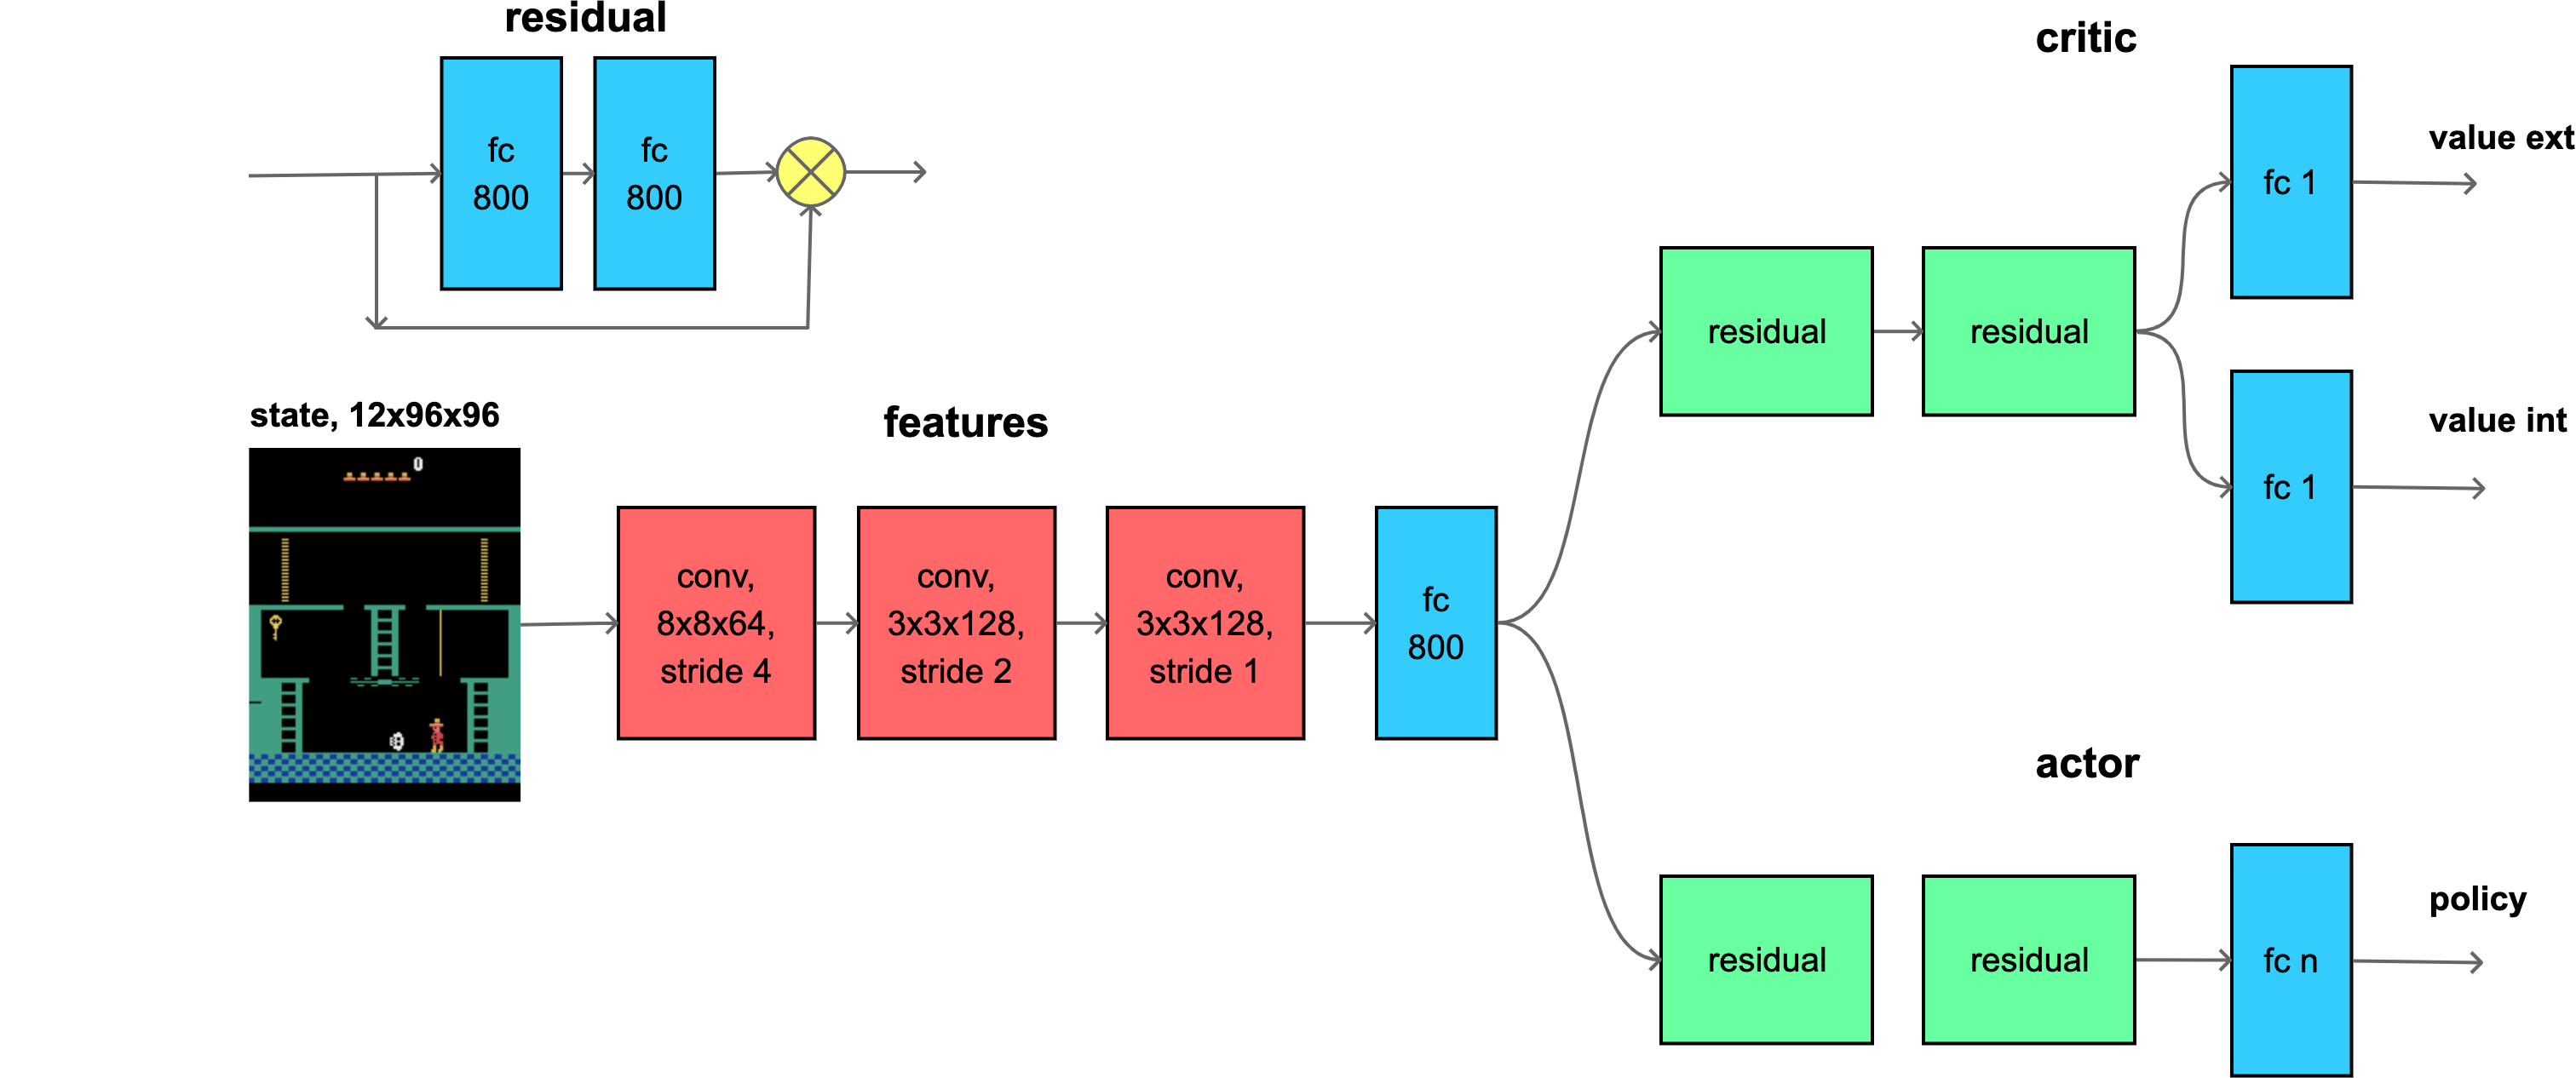 residual
fc
800
fc
800
critic
fc 1
value ext
residual
residual
fc 1
value int
state, 12x96x96
0
features
conv,
8x8x64,
stride 4
conv,
3x3x128,
stride 2
conv,
3x3x128,
stride 1
fc
800
actor
residual
residual
fc n
policy